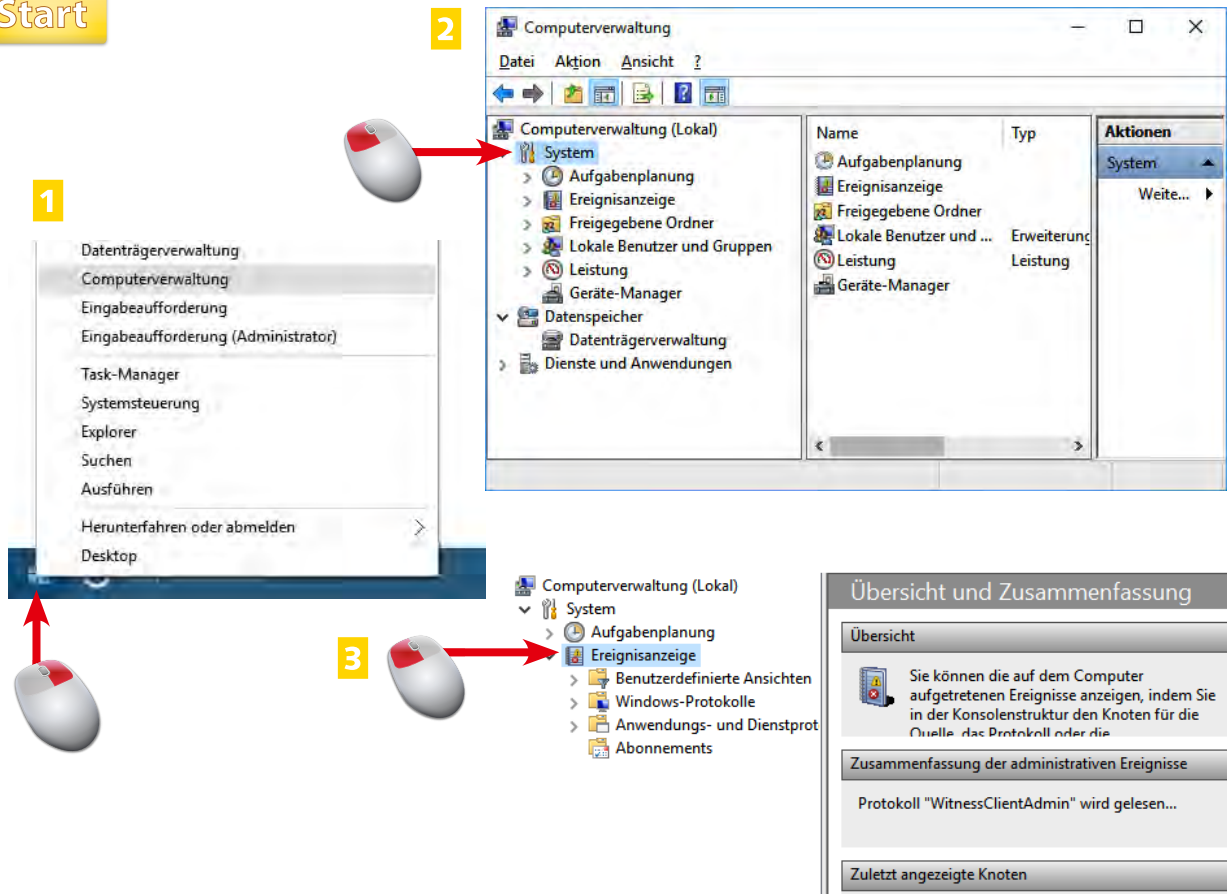 Start
1
Datenträgerverwaltung
Computerverwaltung
Eingabeaufforderung
Eingabeaufforderung (Administrator)
Task-Manager
Systemsteuerung
Explorer
Suchen
Ausführen
Herunterfahren oder abmelden
Desktop
2
Computerverwaltung
Datei Aktion Ansicht ?
Computerverwaltung (Lokal)
System
Aufgabenplanung
Ereignisanzeige
Freigegebene Ordner
Lokale Benutzer und Gruppen
Leistung
Geräte-Manager
Datenspeicher
Datenträgerverwaltung
Dienste und Anwendungen
Name Typ
Aufgabenplanung
Ereignisanzeige
Freigegebene Ordner
Lokale Benutzer und ... Erweiterung
Leistung Leistung
Geräte-Manager
Aktionen
System
Weite...
3
Computerverwaltung (Lokal)
System
Aufgabenplanung
Ereignisanzeige
Benutzerdefinierte Ansichten
Windows-Protokolle
Anwendungs- und Dienstprot
Abonnements
Übersicht und Zusammenfassung
Übersicht
Sie können die auf dem Computer
aufgetretenen Ereignisse anzeigen, indem Sie
in der Konsolenstruktur den Knoten für die
Quelle, das Protokoll oder die
Zusammenfassung der administrativen Ereignisse
Protokoll "WitnessClientAdmin" wird gelesen...
Zuletzt angezeigte Knoten